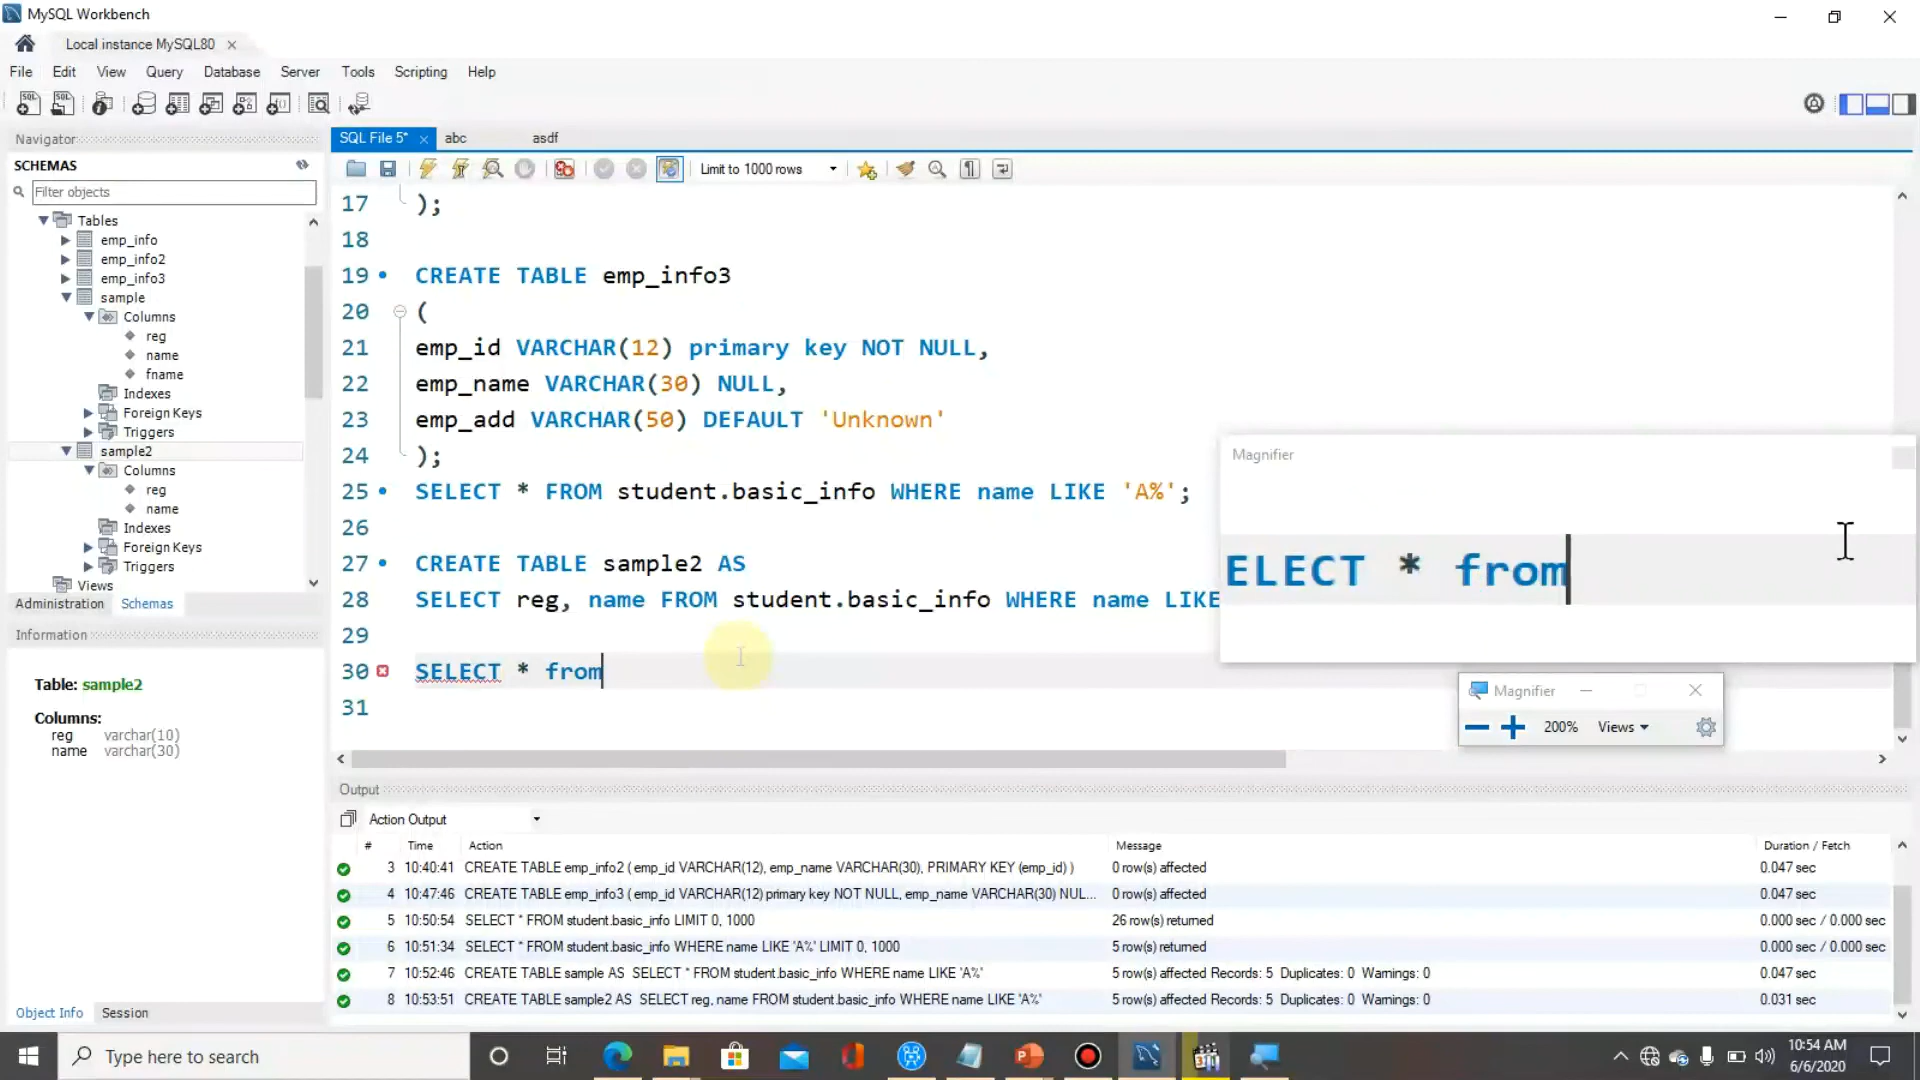 MySQL Workbench
Local instance MySQL80
File Edit View Query Database Server Tools Scripting Help
Navigator
SCHEMAS
Filter objects
Tables
emp_info
emp_info2
emp_info3
sample
Columns
reg
name
fname
Indexes
Foreign Keys
Triggers
sample2
Columns
reg
name
Indexes
Foreign Keys
Triggers
Views
Administration Schemas
Information
Table: sample2
Columns:
reg varchar(10)
name varchar(30)
Object Info Session
SQL File 5* abc asdf
Limit to 1000 rows
17 );
18
19 CREATE TABLE emp_info3
20 (
21 emp_id VARCHAR(12) primary key NOT NULL,
22 emp_name VARCHAR(30) NULL,
23 emp_add VARCHAR(50) DEFAULT 'Unknown'
24 );
25 SELECT * FROM student.basic_info WHERE name LIKE 'A%';
26
27 CREATE TABLE sample2 AS
28 SELECT reg, name FROM student.basic_info WHERE name LIKE
29
30 SELECT * from
31
Magnifier
ELECT * from
Magnifier
200% Views
Output
Action Output
# Time Action Message Duration / Fetch
3 10:40:41 CREATE TABLE emp_info2 ( emp_id VARCHAR(12), emp_name VARCHAR(30), PRIMARY KEY (emp_id) ) 0 row(s) affected 0.047 sec
4 10:47:46 CREATE TABLE emp_info3 ( emp_id VARCHAR(12) primary key NOT NULL, emp_name VARCHAR(30) NUL... 0 row(s) affected 0.047 sec
5 10:50:54 SELECT * FROM student.basic_info LIMIT 0, 1000 26 row(s) returned 0.000 sec / 0.000 sec
6 10:51:34 SELECT * FROM student.basic_info WHERE name LIKE 'A%' LIMIT 0, 1000 5 row(s) returned 0.000 sec / 0.000 sec
7 10:52:46 CREATE TABLE sample AS SELECT * FROM student.basic_info WHERE name LIKE 'A%' 5 row(s) affected Records: 5 Duplicates: 0 Warnings: 0 0.047 sec
8 10:53:51 CREATE TABLE sample2 AS SELECT reg, name FROM student.basic_info WHERE name LIKE 'A%' 5 row(s) affected Records: 5 Duplicates: 0 Warnings: 0 0.031 sec
Type here to search
10:54 AM
6/6/2020